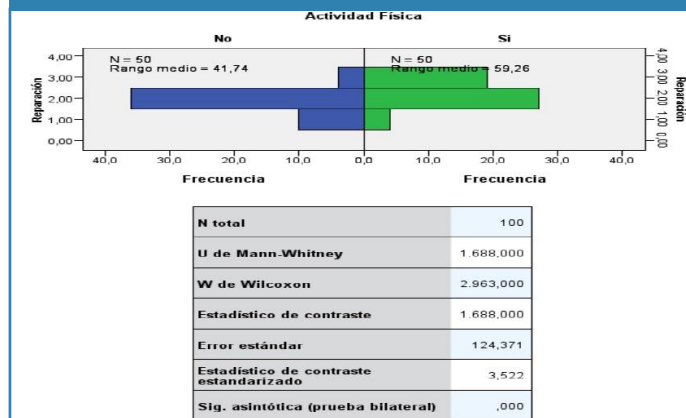 Actividad Física
No Si
N = 50
Rango medio = 41,74
N = 50
Rango medio = 59,26
Reparación
4,00
3,00
2,00
1,00
0,00
4,00
3,00
2,00
1,00
0,00
Reparación
40,0 30,0 20,0 10,0 0,0 10,0 20,0 30,0 40,0
Frecuencia Frecuencia
N total 100
U de Mann-Whitney 1.688,000
W de Wilcoxon 2.963,000
Estadístico de contraste 1.688,000
Error estándar 124,371
Estadístico de contraste
estandarizado 3,522
Sig. asintótica (prueba bilateral) ,000